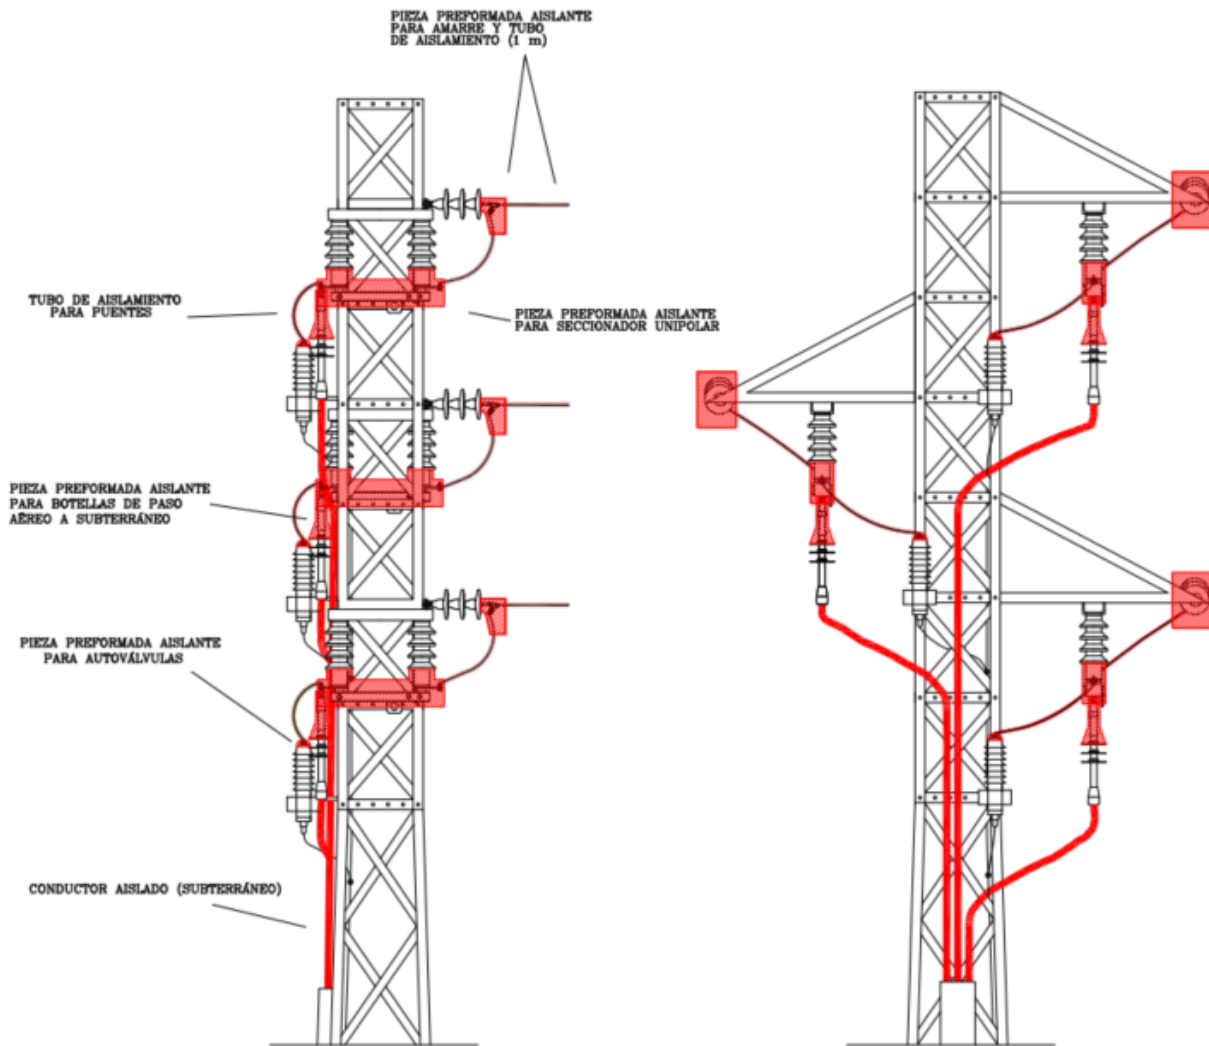 PIEZA PREFORMADA AISLANTE
PARA AMARRE Y TUBO
DE AISLAMIENTO (1 m)
TUBO DE AISLAMIENTO
PARA PUENTES
PIEZA PREFORMADA AISLANTE
PARA SECCIONADOR UNIPOLAR
PIEZA PREFORMADA AISLANTE
PARA BOTELLAS DE PASO
AÉREO A SUBTERRÁNEO
PIEZA PREFORMADA AISLANTE
PARA AUTOVÁLVULAS
CONDUCTOR AISLADO (SUBTERRÁNEO)